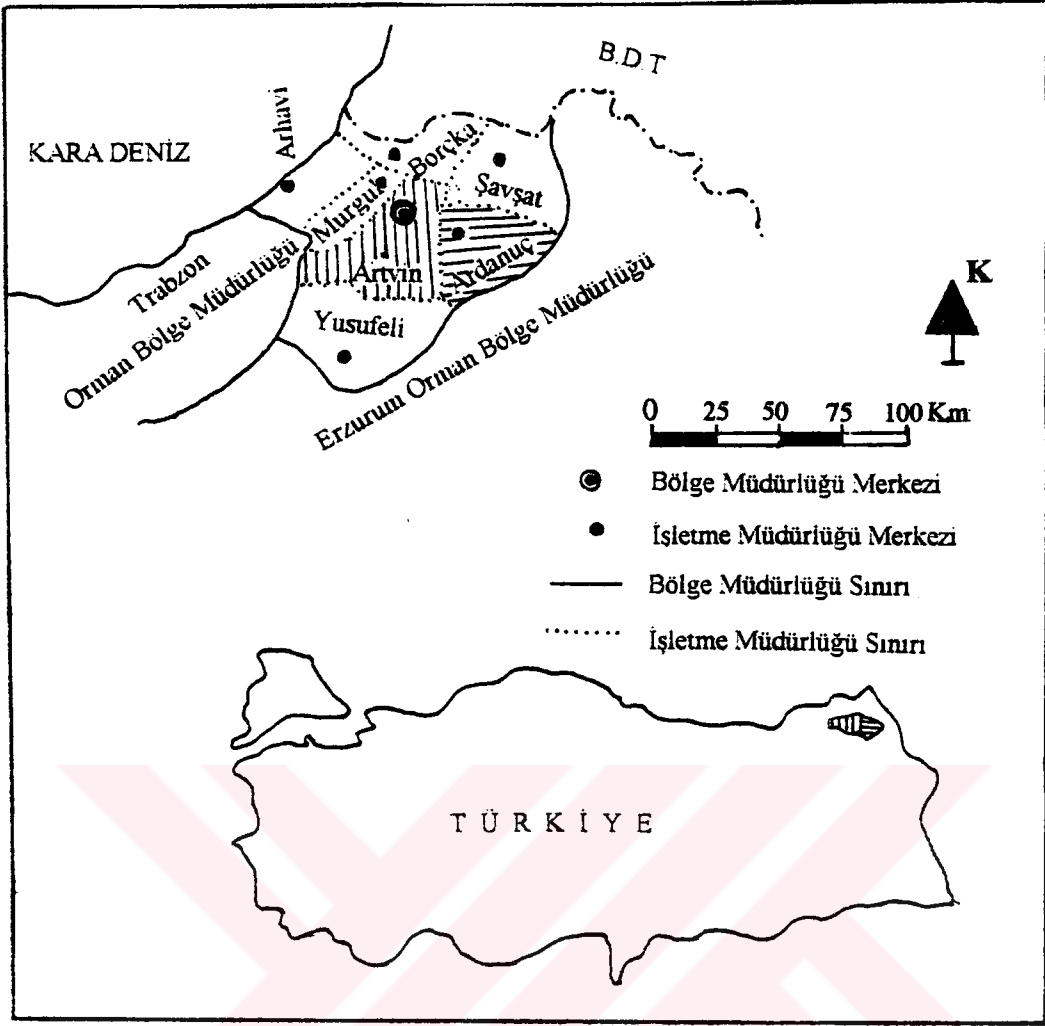 B.D.T
KARA DENİZ
Arhavi
Borçka
Şavşat
Murgul
Artvin
Ardanuç
Trabzon
Orman Bölge Müdürlüğü
Yusufeli
Erzurum Orman Bölge Müdürlüğü
K
0 25 50 75 100 Km
Bölge Müdürlüğü Merkezi
İşletme Müdürlüğü Merkezi
Bölge Müdürlüğü Sınırı
İşletme Müdürlüğü Sınırı
TÜRKİYE